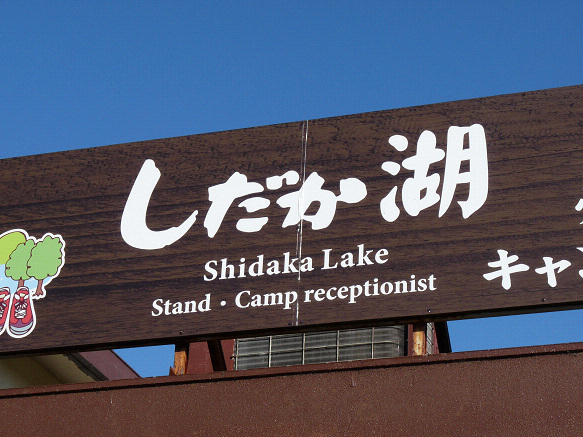 しだか湖
Shidaka Lake
Stand・Camp receptionist
キャ